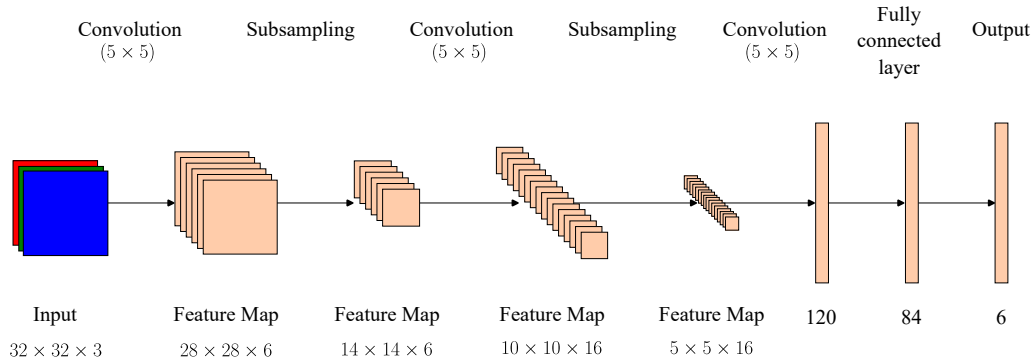 Convolution
(5 × 5)
Subsampling
Convolution
(5 × 5)
Subsampling
Convolution
(5 × 5)
Fully
connected
layer
Output
Input
32 × 32 × 3
Feature Map
28 × 28 × 6
Feature Map
14 × 14 × 6
Feature Map
10 × 10 × 16
Feature Map
5 × 5 × 16
120
84
6